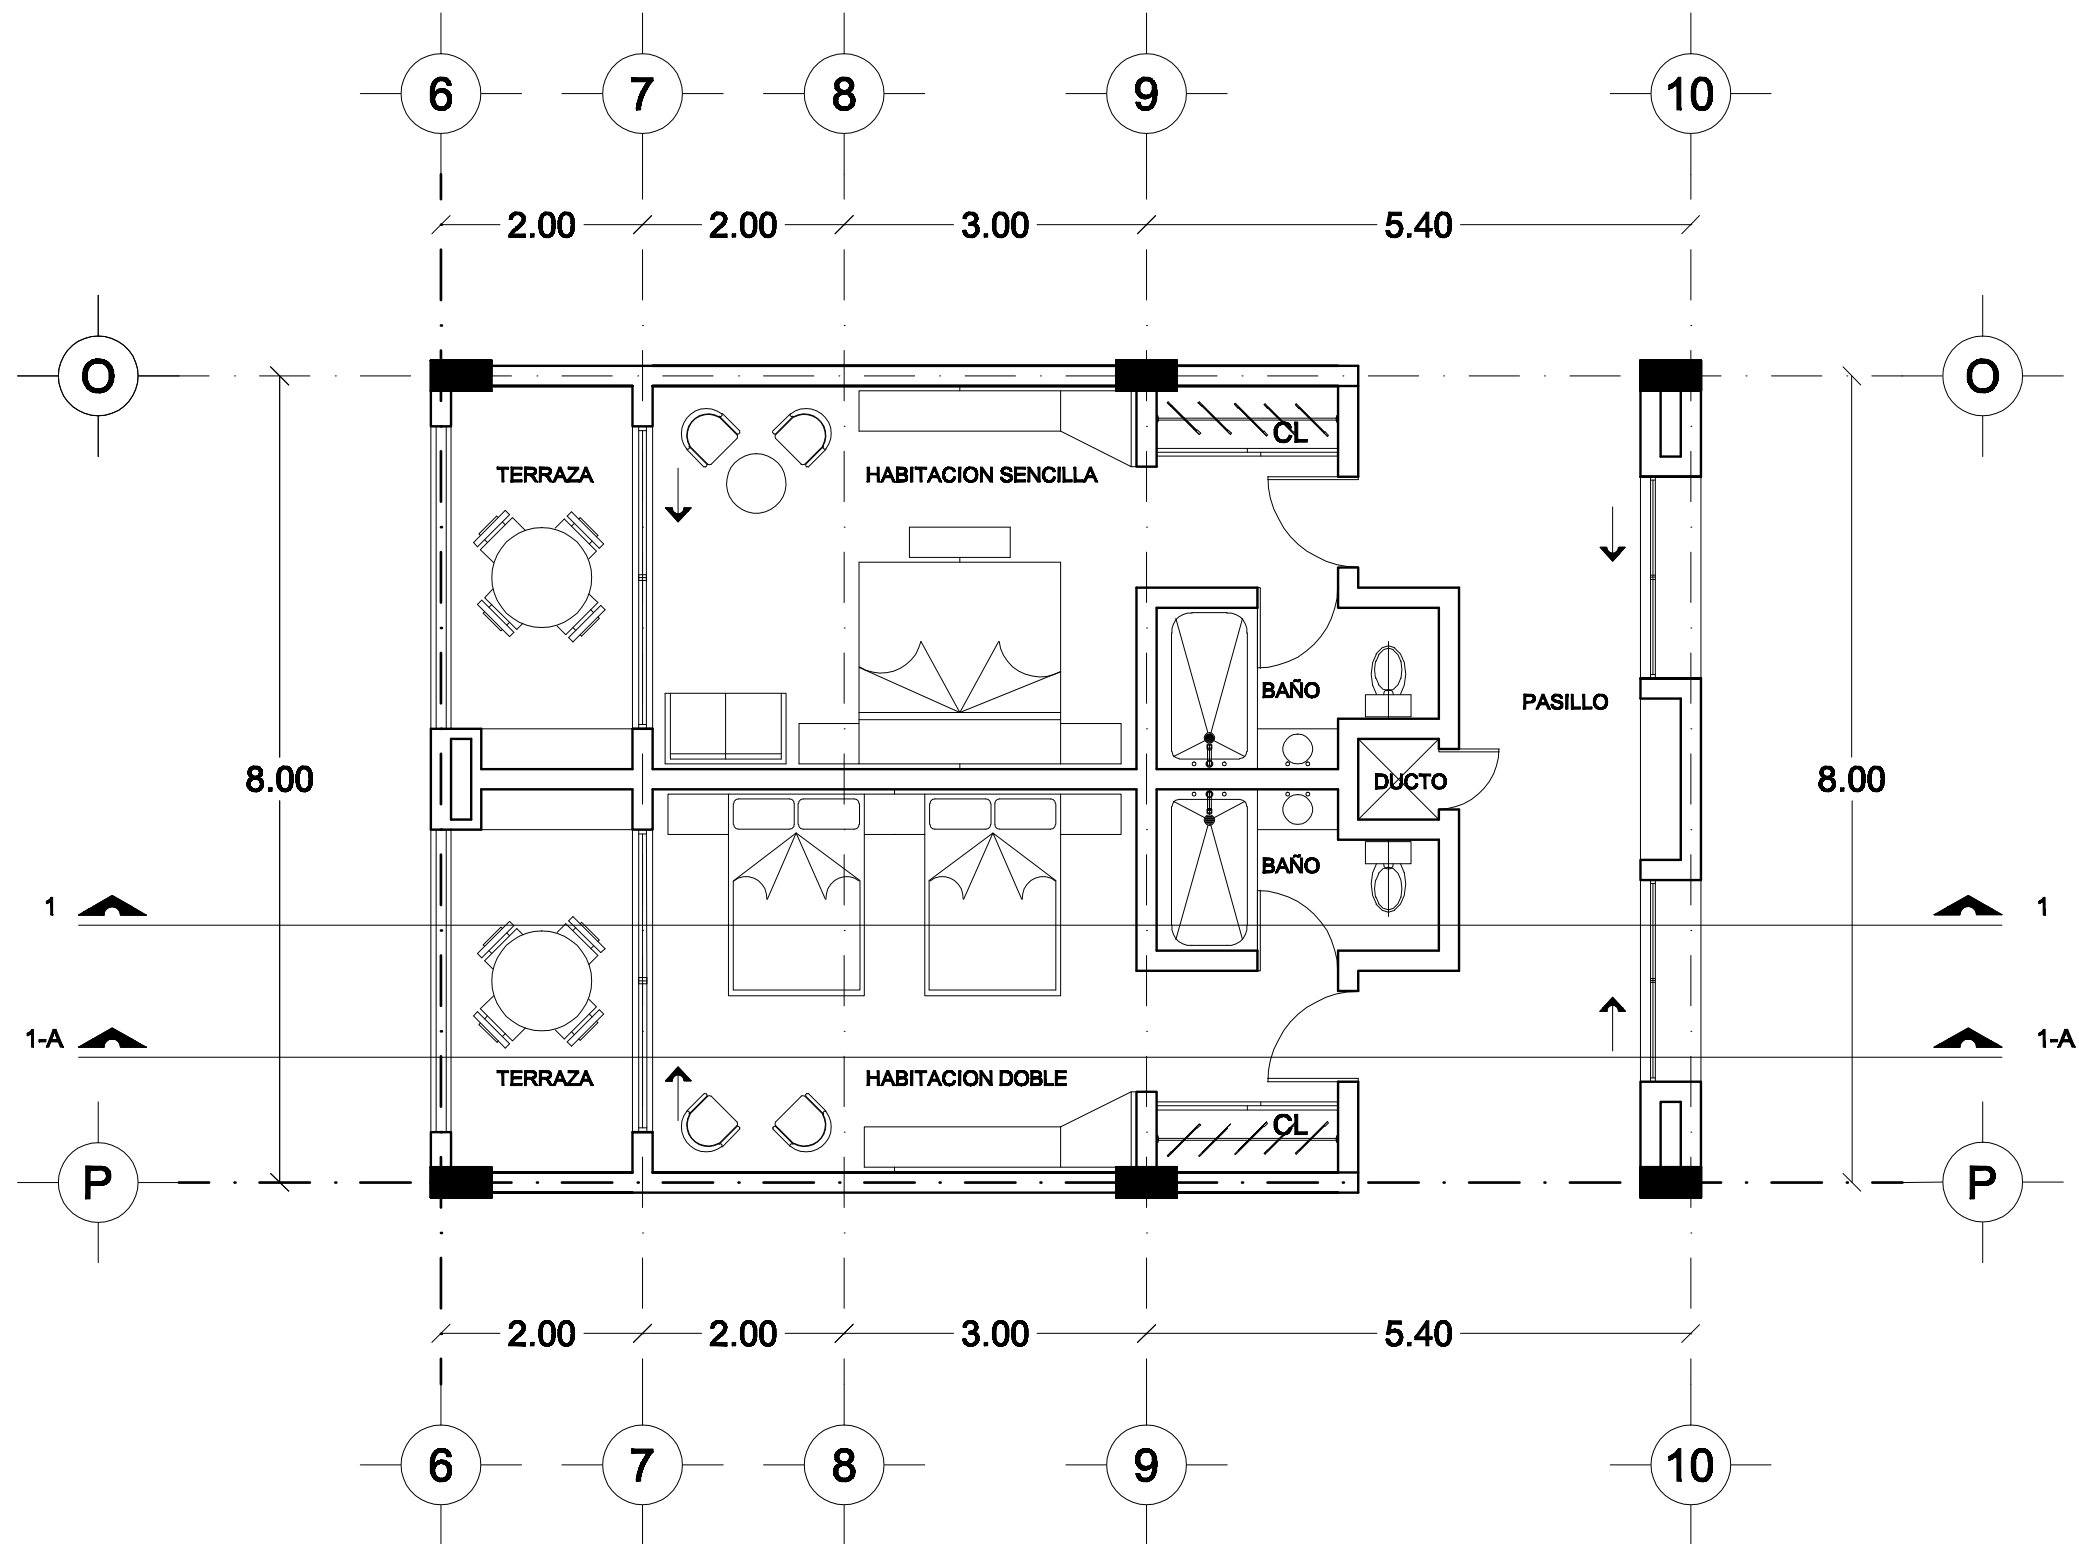 6 7 8 9 10
2.00 2.00 3.00 5.40
O O
CL
TERRAZA HABITACION SENCILLA
BAÑO
PASILLO
8.00 DUCTO 8.00
BAÑO
1 1
1-A 1-A
TERRAZA HABITACION DOBLE
CL
P P
2.00 2.00 3.00 5.40
6 7 8 9 10